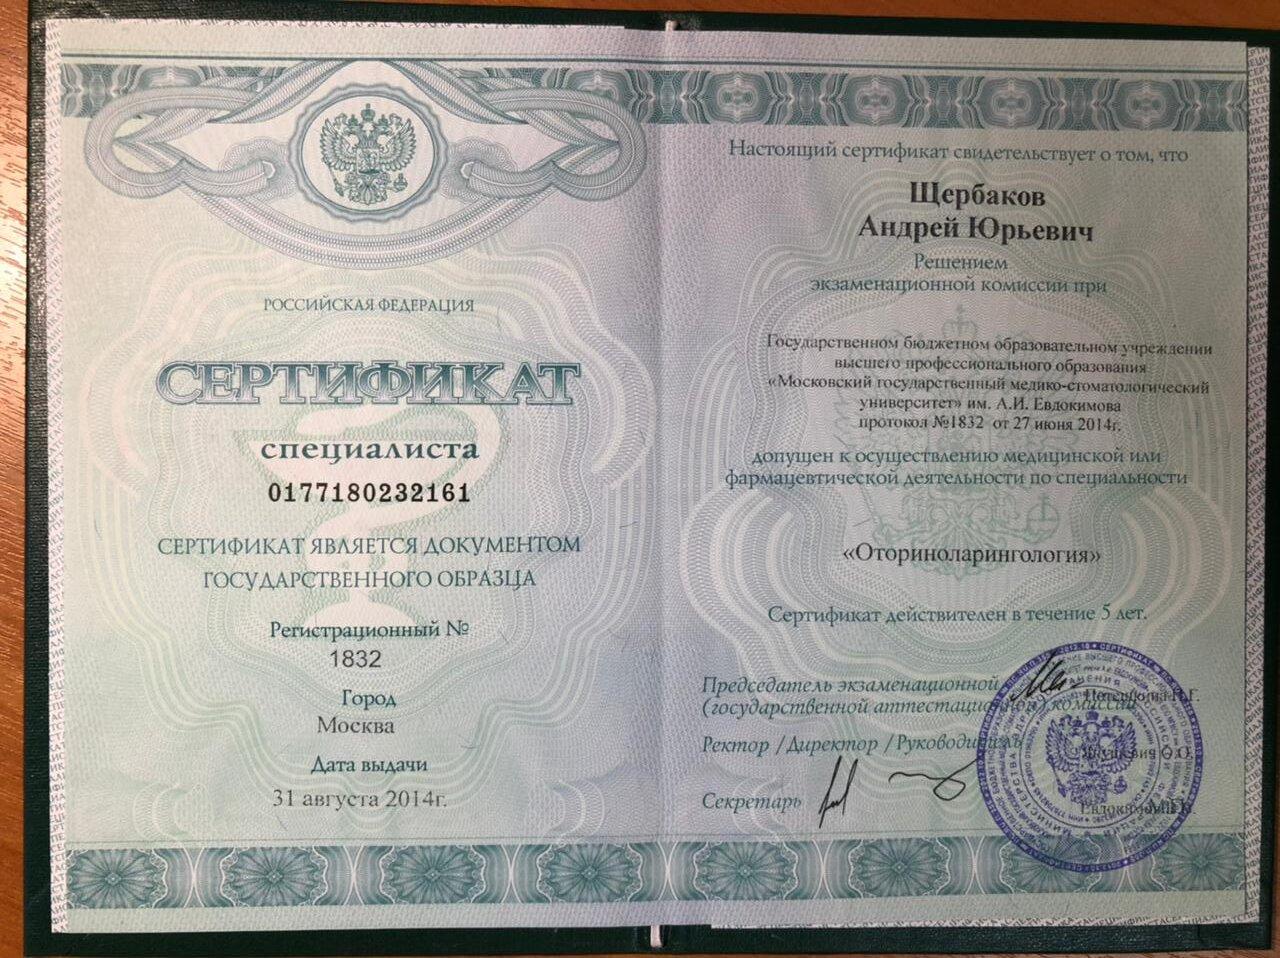 РОССИЙСКАЯ ФЕДЕРАЦИЯ
СЕРТИФИКАТ
специалиста
0177180232161
СЕРТИФИКАТ ЯВЛЯЕТСЯ ДОКУМЕНТОМ
ГОСУДАРСТВЕННОГО ОБРАЗЦА
Регистрационный №
1832
Город
Москва
Дата выдачи
31 августа 2014г.
Настоящий сертификат свидетельствует о том, что
Щербаков
Андрей Юрьевич
Решением
экзаменационной комиссии при
Государственном бюджетном образовательном учреждении
высшего профессионального образования
«Московский государственный медико-стоматологический
университет» им. А.И. Евдокимова
протокол №1832 от 27 июня 2014г.
допущен к осуществлению медицинской или
фармацевтической деятельности по специальности
«Оториноларингология»
Сертификат действителен в течение 5 лет.
Председатель экзаменационной
(государственной аттестационной) комиссии
Ректор /Директор /Руководитель
Секретарь